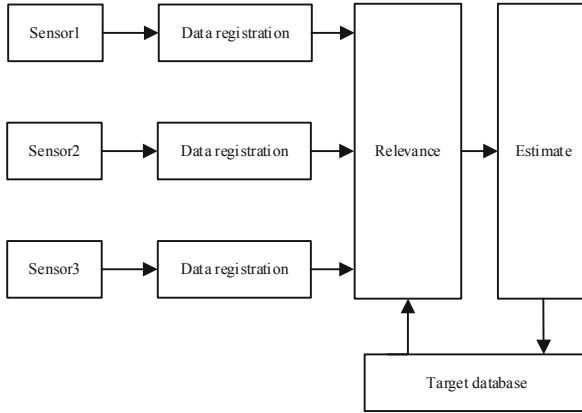 Sensor1
Data registration
Sensor2
Data registration
Relevance
Estimate
Sensor3
Data registration
Target database